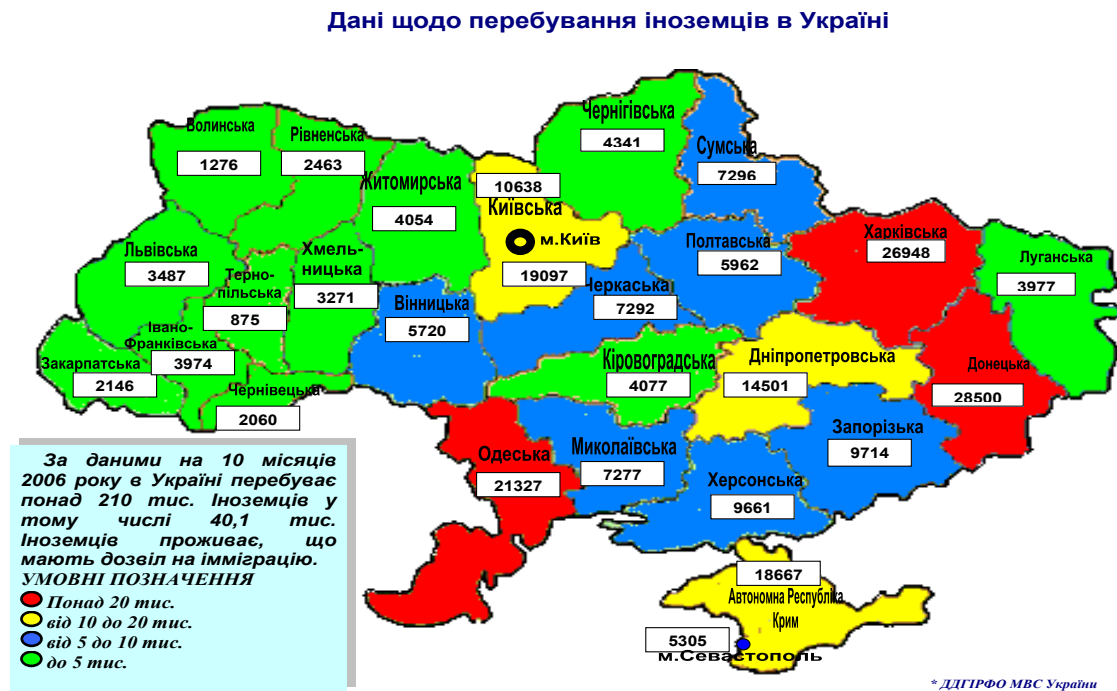 Дані щодо перебування іноземців в Україні
Волинська
1276
Рівненська
2463
Житомирська
4054
10638
Київська
м.Київ
19097
Чернігівська
4341
Сумська
7296
Львівська
3487
Терно-
пільська
875
Хмель-
ницька
3271
Вінницька
5720
Черкаська
7292
Полтавська
5962
Харківська
26948
Луганська
3977
Закарпатська
2146
Івано-
Франківська
3974
Чернівецька
2060
Кіровоградська
4077
Дніпропетровська
14501
Донецька
28500
Одеська
21327
Миколаївська
7277
Херсонська
9661
Запорізька
9714
18667
Автономна Республіка
Крим
5305
м.Севастополь
За даними на 10 місяців
2006 року в Україні перебуває
понад 210 тис. Іноземців у
тому числі 40,1 тис.
Іноземців проживає, що
мають дозвіл на імміграцію.
УМОВНІ ПОЗНАЧЕННЯ
Понад 20 тис.
від 10 до 20 тис.
від 5 до 10 тис.
до 5 тис.
* ДДГІРФО МВС України